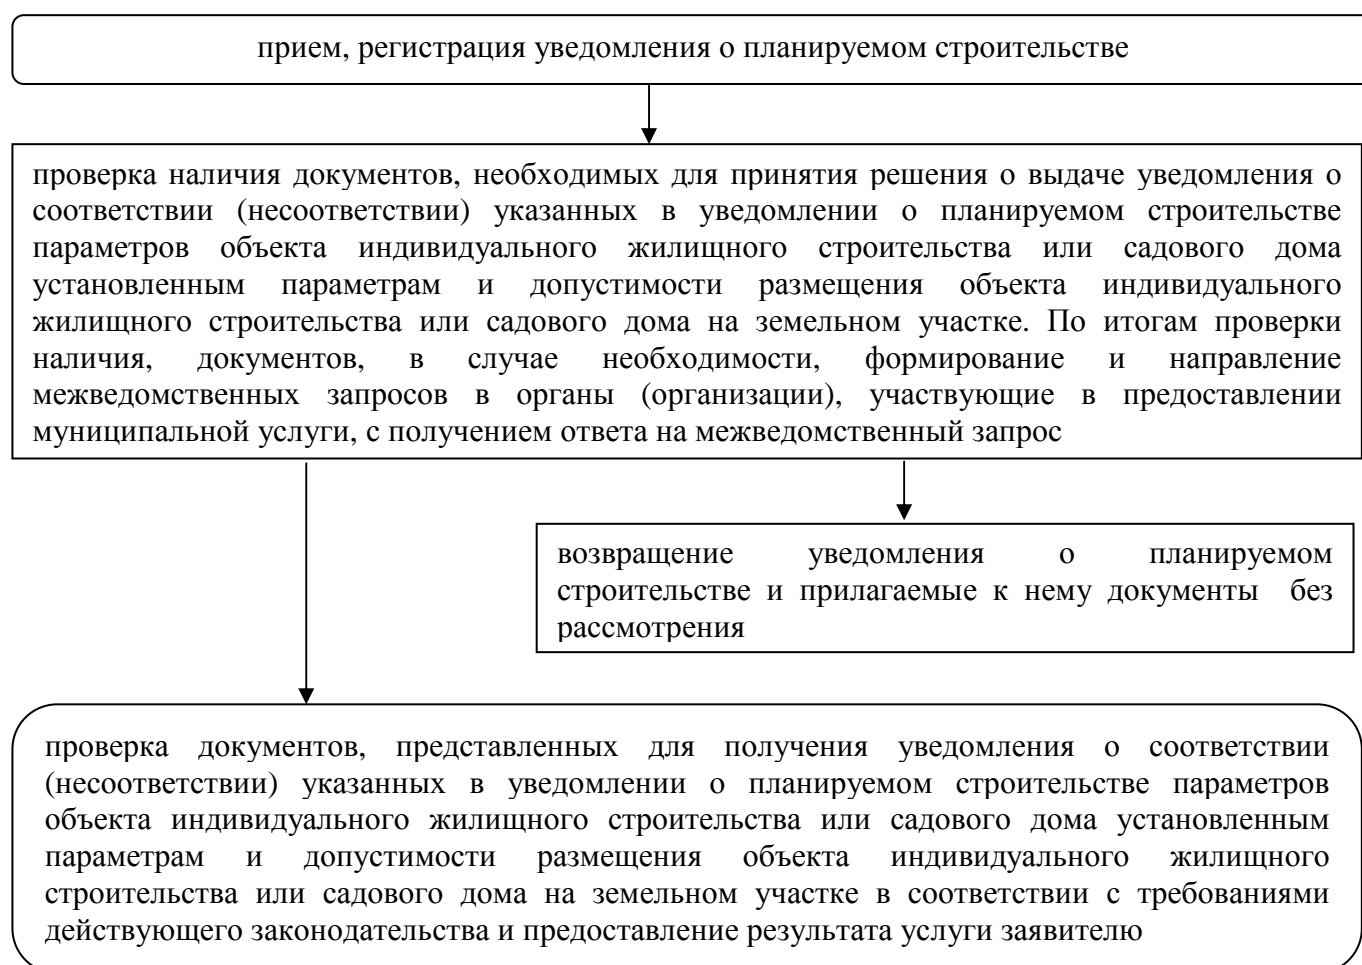 прием, регистрация уведомления о планируемом строительстве
проверка наличия документов, необходимых для принятия решения о выдаче уведомления о
соответствии (несоответствии) указанных в уведомлении о планируемом строительстве
параметров объекта индивидуального жилищного строительства или садового дома
установленным параметрам и допустимости размещения объекта индивидуального
жилищного строительства или садового дома на земельном участке. По итогам проверки
наличия, документов, в случае необходимости, формирование и направление
межведомственных запросов в органы (организации), участвующие в предоставлении
муниципальной услуги, с получением ответа на межведомственный запрос
возвращение уведомления о планируемом
строительстве и прилагаемые к нему документы без
рассмотрения
проверка документов, представленных для получения уведомления о соответствии
(несоответствии) указанных в уведомлении о планируемом строительстве параметров
объекта индивидуального жилищного строительства или садового дома установленным
параметрам и допустимости размещения объекта индивидуального жилищного
строительства или садового дома на земельном участке в соответствии с требованиями
действующего законодательства и предоставление результата услуги заявителю